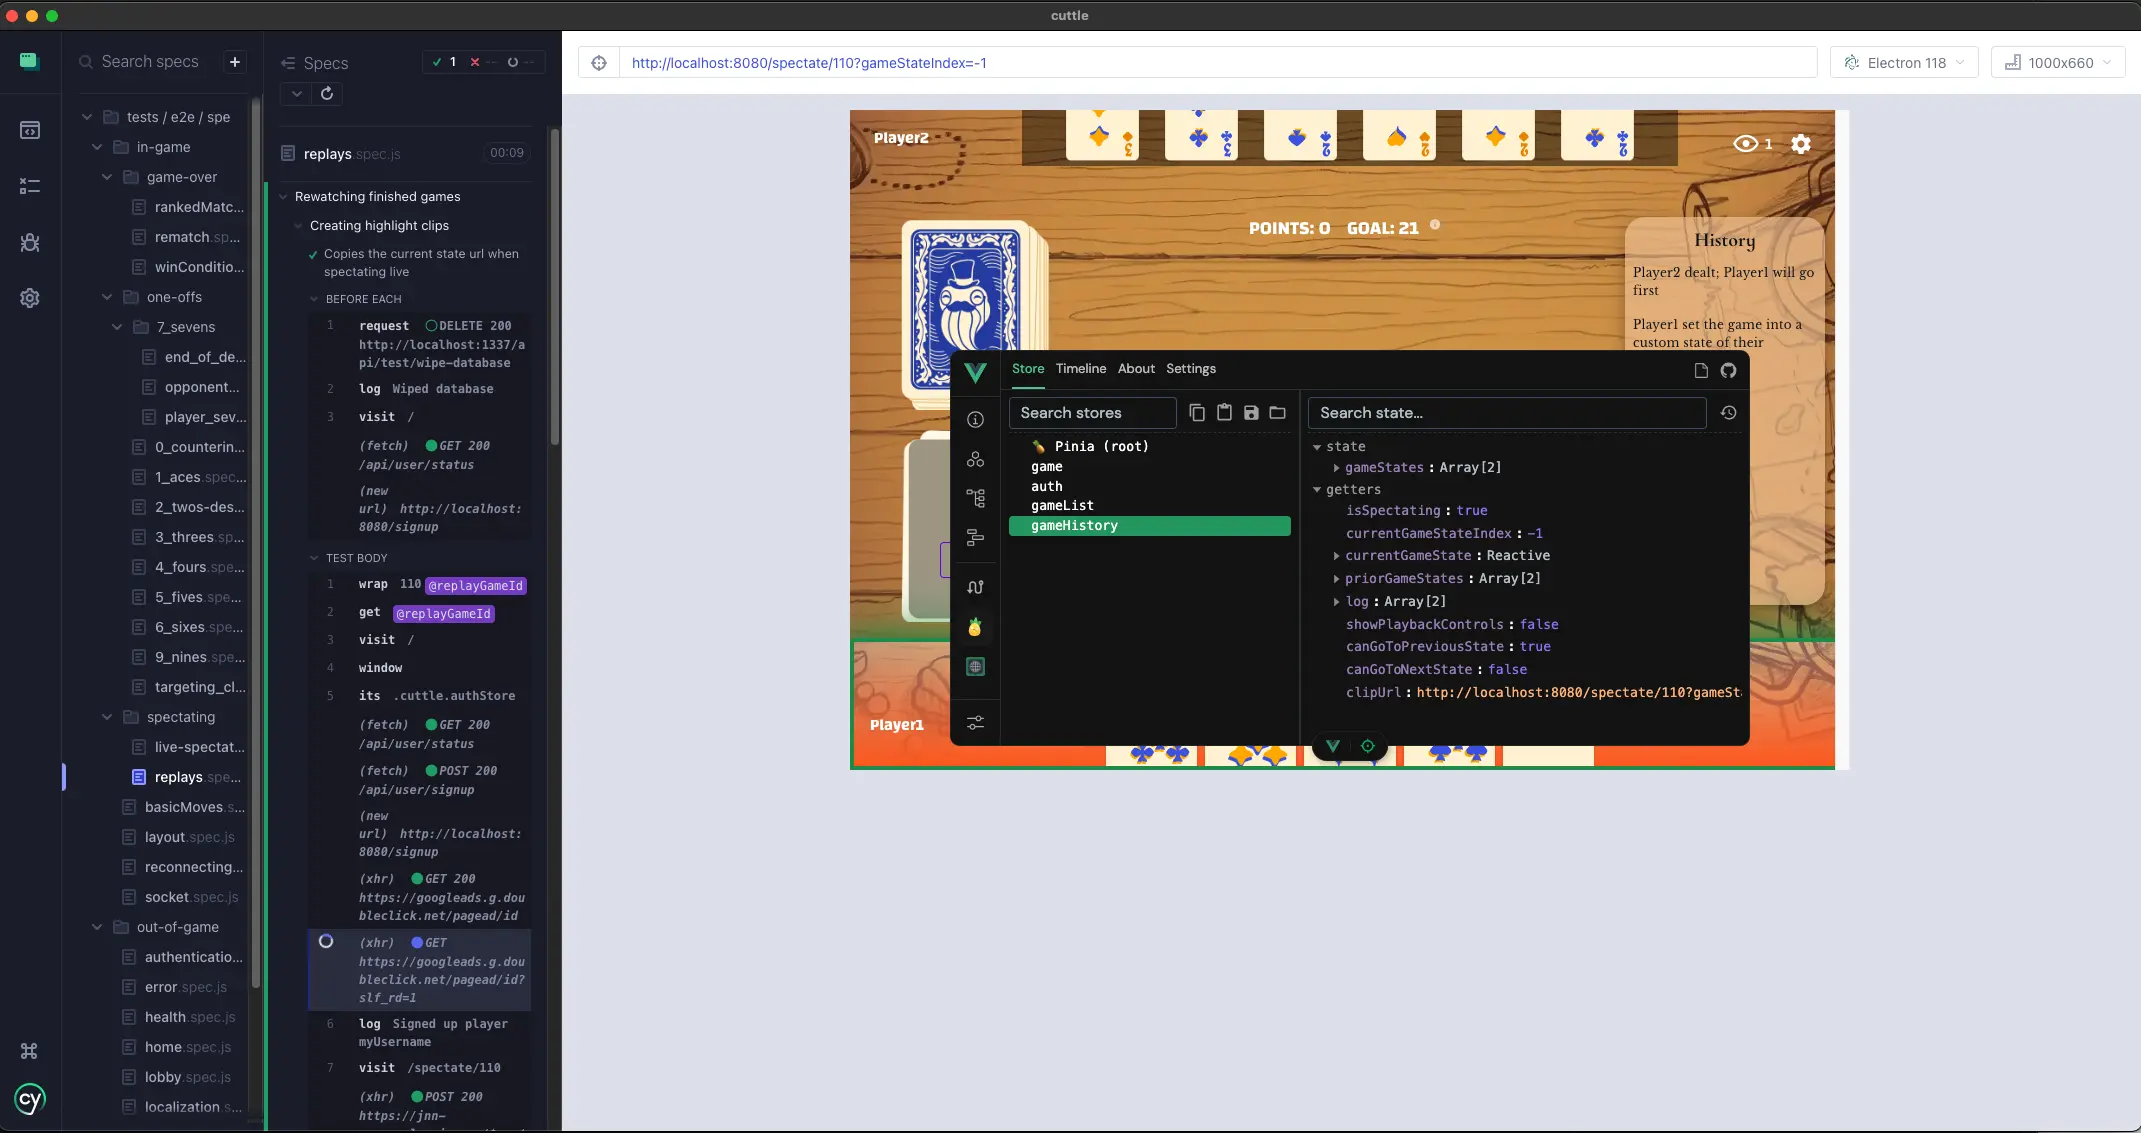 cuttle
Search specs
+
tests / e2e / spe
in-game
game-over
rankedMatc...
rematch.sp...
winConditio...
one-offs
7_sevens
end_of_de...
opponent...
player_sev...
0_counterin...
1_aces.spec...
2_twos-des...
3_threes.sp...
4_fours.spe...
5_fives.spe...
6_sixes.spe...
9_nines.spe...
targeting_cl...
spectating
live-spectat...
replays.spe...
basicMoves.s...
layout.spec.js
reconnecting...
socket.spec.js
out-of-game
authenticatio...
error.spec.js
health.spec.js
home.spec.js
lobby.spec.js
localization.s...
cy
Specs
1 -- --
replays.spec.js 00:09
Rewatching finished games
Creating highlight clips
Copies the current state url when
spectating live
BEFORE EACH
1 request DELETE 200
http://localhost:1337/a
pi/test/wipe-database
2 log Wiped database
3 visit /
(fetch) GET 200
/api/user/status
(new
url) http://localhost:
8080/signup
TEST BODY
1 wrap 110 @replayGameId
2 get @replayGameId
3 visit /
4 window
5 its .cuttle.authStore
(fetch) GET 200
/api/user/status
(fetch) POST 200
/api/user/signup
(new
url) http://localhost:
8080/signup
(xhr) GET 200
https://googleads.g.dou
bleclick.net/pagead/id
(xhr) GET
https://googleads.g.dou
bleclick.net/pagead/id?
slf_rd=1
6 log Signed up player
myUsername
7 visit /spectate/110
(xhr) POST 200
https://jnn-
http://localhost:8080/spectate/110?gameStateIndex=-1
Electron 118
1000x660
Player2
3 3 2 2 2 2
1
POINTS: 0 GOAL: 21
History
Player2 dealt; Player1 will go
first
Player1 set the game into a
custom state of their
Store Timeline About Settings
Search stores
Pinia (root)
game
auth
gameList
gameHistory
Search state...
state
gameStates : Array[2]
getters
isSpectating : true
currentGameStateIndex : -1
currentGameState : Reactive
priorGameStates : Array[2]
log : Array[2]
showPlaybackControls : false
canGoToPreviousState : true
canGoToNextState : false
clipUrl : http://localhost:8080/spectate/110?gameSt
Player1